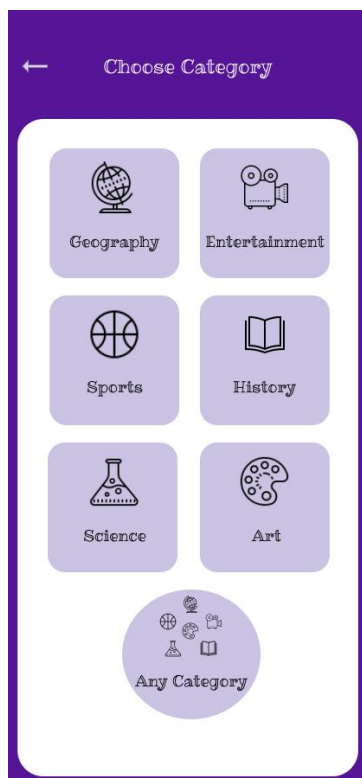 Choose Category
Geography
Entertainment
Sports
History
Science
Art
Any Category